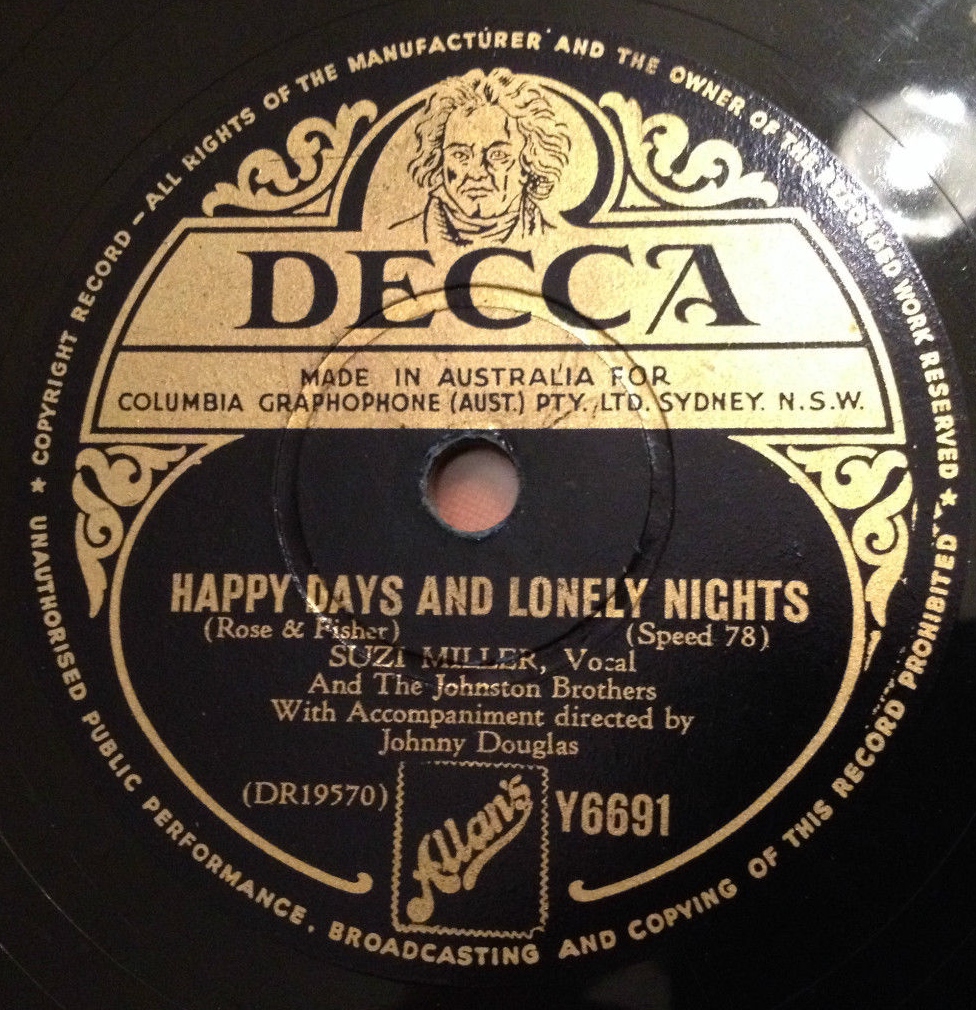 ★ COPYRIGHT RECORD – ALL RIGHTS OF THE MANUFACTURER AND THE OWNER OF THE RECORDED WORK RESERVED ★
DECCA
MADE IN AUSTRALIA FOR
COLUMBIA GRAPHOPHONE (AUST.) PTY. LTD. SYDNEY. N.S.W.
HAPPY DAYS AND LONELY NIGHTS
(Rose & Fisher) (Speed 78)
SUZI MILLER, Vocal
And The Johnston Brothers
With Accompaniment directed by
Johnny Douglas
(DR19570) Allan's Y6691
UNAUTHORISED PUBLIC PERFORMANCE, BROADCASTING AND COPYING OF THIS RECORD PROHIBITED